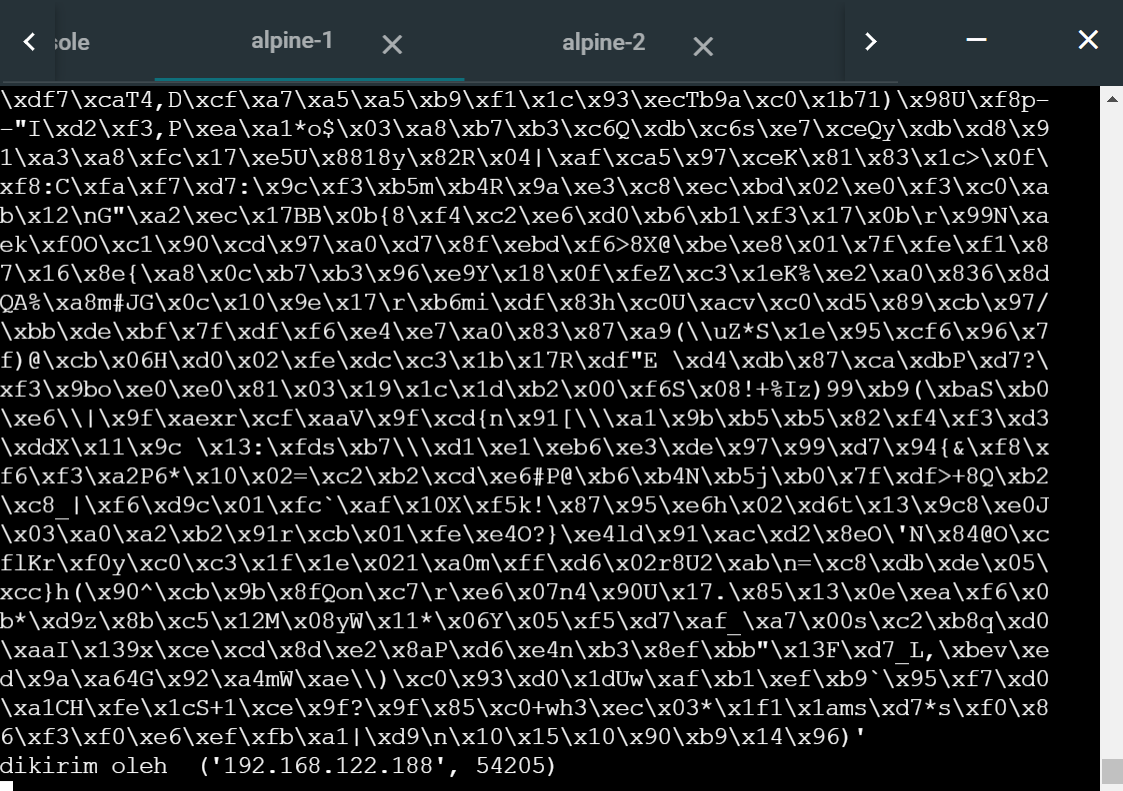 sole
alpine-1
alpine-2
\xdf7\xcaT4,D\xcf\xa7\xa5\xa5\xb9\xf1\x1c\x93\xecTb9a\xc0\x1b71)\x98U\xf8p-
-"I\xd2\xf3,P\xea\xa1*o$\x03\xa8\xb7\xb3\xc6Q\xdb\xc6s\xe7\xceQy\xdb\xd8\x9
1\xa3\xa8\xfc\x17\xe5U\x8818y\x82R\x04|\xaf\xca5\x97\xceK\x81\x83\x1c>\x0f\
xf8:C\xfa\xf7\xd7:\x9c\xf3\xb5m\xb4R\x9a\xe3\xc8\xec\xbd\x02\xe0\xf3\xc0\xa
b\x12\nG"\xa2\xec\x17BB\x0b{8\xf4\xc2\xe6\xd0\xb6\xb1\xf3\x17\x0b\r\x99N\xa
ek\xf0O\xc1\x90\xcd\x97\xa0\xd7\x8f\xebd\xf6>8X@\xbe\xe8\x01\x7f\xfe\xf1\x8
7\x16\x8e{\xa8\x0c\xb7\xb3\x96\xe9Y\x18\x0f\xfeZ\xc3\x1eK%\xe2\xa0\x836\x8d
QA%\xa8m#JG\x0c\x10\x9e\x17\r\xb6mi\xdf\x83h\xc0U\xacv\xc0\xd5\x89\xcb\x97/
\xbb\xde\xbf\x7f\xdf\xf6\xe4\xe7\xa0\x83\x87\xa9(\\uZ*S\x1e\x95\xcf6\x96\x7
f)@\xcb\x06H\xd0\x02\xfe\xdc\xc3\x1b\x17R\xdf"E \xd4\xdb\x87\xca\xdbP\xd7?\
xf3\x9bo\xe0\xe0\x81\x03\x19\x1c\x1d\xb2\x00\xf6S\x08!+%Iz)99\xb9(\xbaS\xb0
\xe6\\|\x9f\xaexr\xcf\xaaV\x9f\xcd{n\x91[\\\xa1\x9b\xb5\xb5\x82\xf4\xf3\xd3
\xddX\x11\x9c \x13:\xfds\xb7\\\xd1\xe1\xeb6\xe3\xde\x97\x99\xd7\x94{&\xf8\x
f6\xf3\xa2P6*\x10\x02=\xc2\xb2\xcd\xe6#P@\xb6\xb4N\xb5j\xb0\x7f\xdf>+8Q\xb2
\xc8_|\xf6\xd9c\x01\xfc`\xaf\x10X\xf5k!\x87\x95\xe6h\x02\xd6t\x13\x9c8\xe0J
\x03\xa0\xa2\xb2\x91r\xcb\x01\xfe\xe4O?}\xe4ld\x91\xac\xd2\x8eO\'N\x84@O\xc
flKr\xf0y\xc0\xc3\x1f\x1e\x021\xa0m\xff\xd6\x02r8U2\xab\n=\xc8\xdb\xde\x05\
xcc}h(\x90^\xcb\x9b\x8fQon\xc7\r\xe6\x07n4\x90U\x17.\x85\x13\x0e\xea\xf6\x0
b*\xd9z\x8b\xc5\x12M\x08yW\x11*\x06Y\x05\xf5\xd7\xaf_\xa7\x00s\xc2\xb8q\xd0
\xaaI\x139x\xce\xcd\x8d\xe2\x8aP\xd6\xe4n\xb3\x8ef\xbb"\x13F\xd7_L,\xbev\xe
d\x9a\xa64G\x92\xa4mW\xae\\)\xc0\x93\xd0\x1dUw\xaf\xb1\xef\xb9`\x95\xf7\xd0
\xa1CH\xfe\x1cS+1\xce\x9f?\x9f\x85\xc0+wh3\xec\x03*\x1f1\x1ams\xd7*s\xf0\x8
6\xf3\xf0\xe6\xef\xfb\xa1|\xd9\n\x10\x15\x10\x90\xb9\x14\x96)'
dikirim oleh  ('192.168.122.188', 54205)